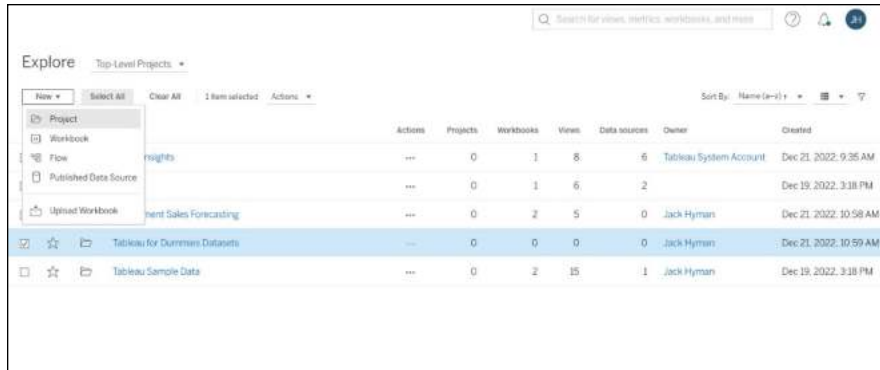 Search for views, metrics, workbooks, and more
JH
Explore Top-Level Projects
New Select All Clear All 1 item selected Actions Sort By: Name (a–z)
Project
Workbook
Flow
Published Data Source
Upload Workbook
Actions Projects Workbooks Views Data sources Owner Created
nsights ... 0 1 8 6 Tableau System Account Dec 21, 2022, 9:35 AM
... 0 1 6 2 Dec 19, 2022, 3:18 PM
ment Sales Forecasting ... 0 2 5 0 Jack Hyman Dec 21, 2022, 10:58 AM
Tableau for Dummies Datasets ... 0 0 0 0 Jack Hyman Dec 21, 2022, 10:59 AM
Tableau Sample Data ... 0 2 15 1 Jack Hyman Dec 19, 2022, 3:18 PM